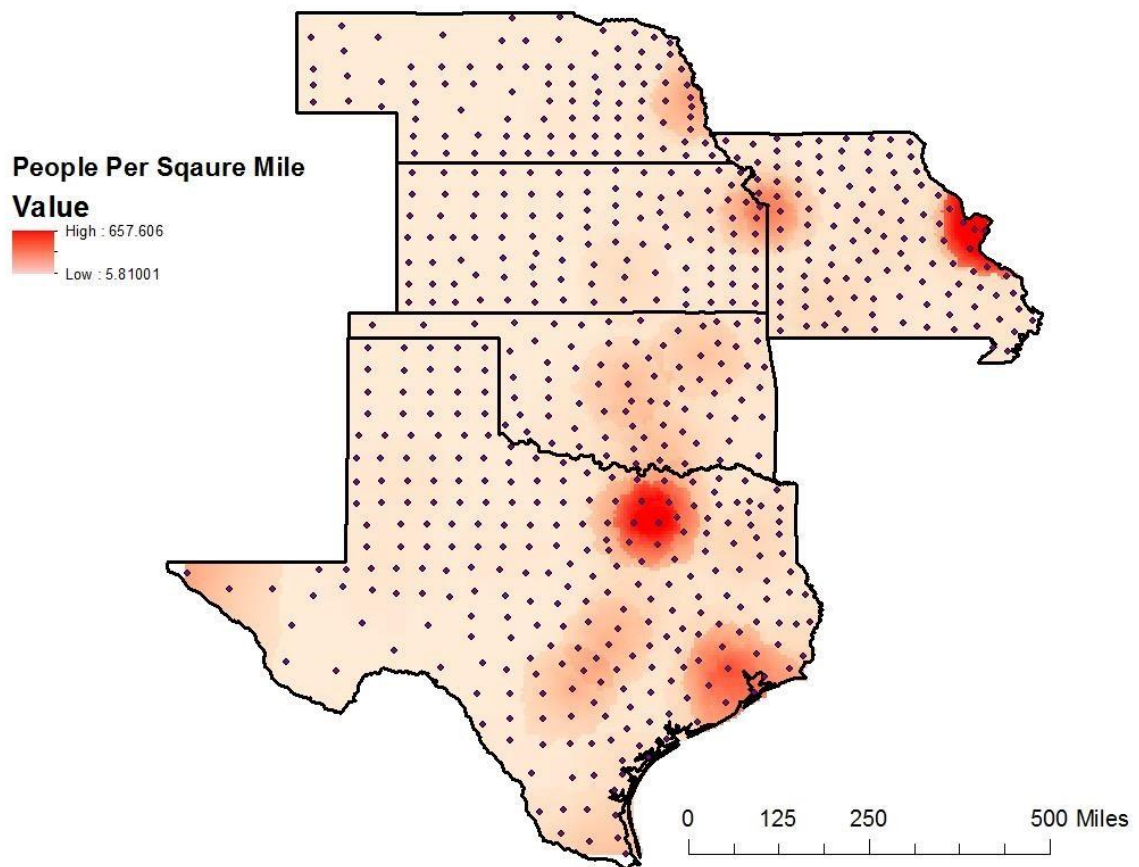 People Per Sqaure Mile
Value
High : 657.606
Low : 5.81001
0 125 250 500 Miles